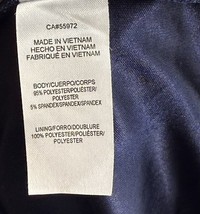 CA#55972
MADE IN VIETNAM
HECHO EN VIETNAM
FABRIQUÉ EN VIETNAM
BODY/CUERPO/CORPS
95% POLYESTER/POLIÉSTER/
POLYESTER
5% SPANDEX/SPANDEX/SPANDEX
LINING/FORRO/DOUBLURE
100% POLYESTER/POLIÉSTER/
POLYESTER